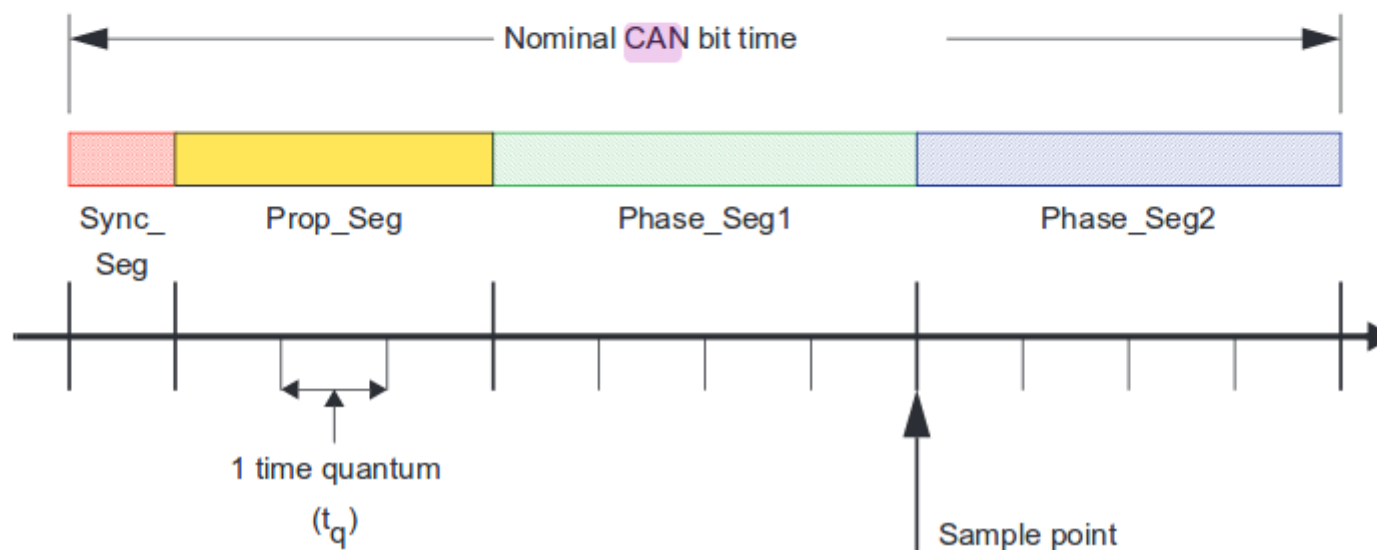 Nominal CAN bit time
Sync_
Seg
Prop_Seg
Phase_Seg1
Phase_Seg2
1 time quantum
(tq)
Sample point